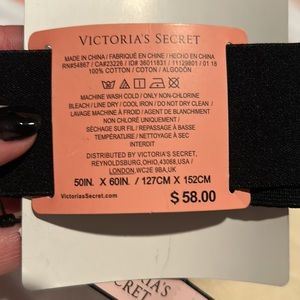 VICTORIA'S SECRET
MADE IN CHINA / FABRIQUÉ EN CHINE / HECHO EN CHINA
RN#54867 / CA#23226 / ID# 36011831 / 11129801 / 01 18
100% COTTON / COTON / ALGODÓN
MACHINE WASH COLD / ONLY NON-CHLORINE
BLEACH / LINE DRY / COOL IRON / DO NOT DRY CLEAN /
LAVAGE MACHINE À FROID / AGENT DE BLANCHIMENT
NON CHLORÉ UNIQUEMENT /
SÉCHAGE SUR FIL / REPASSAGE À BASSE
TEMPÉRATURE / NETTOYAGE À SEC
INTERDIT
DISTRIBUTED BY VICTORIA'S SECRET,
REYNOLDSBURG, OHIO, 43068, USA /
LONDON, WC2E 9BA, UK
50IN. X 60IN. / 127CM X 152CM
VictoriasSecret.com
$ 58.00
SECRET